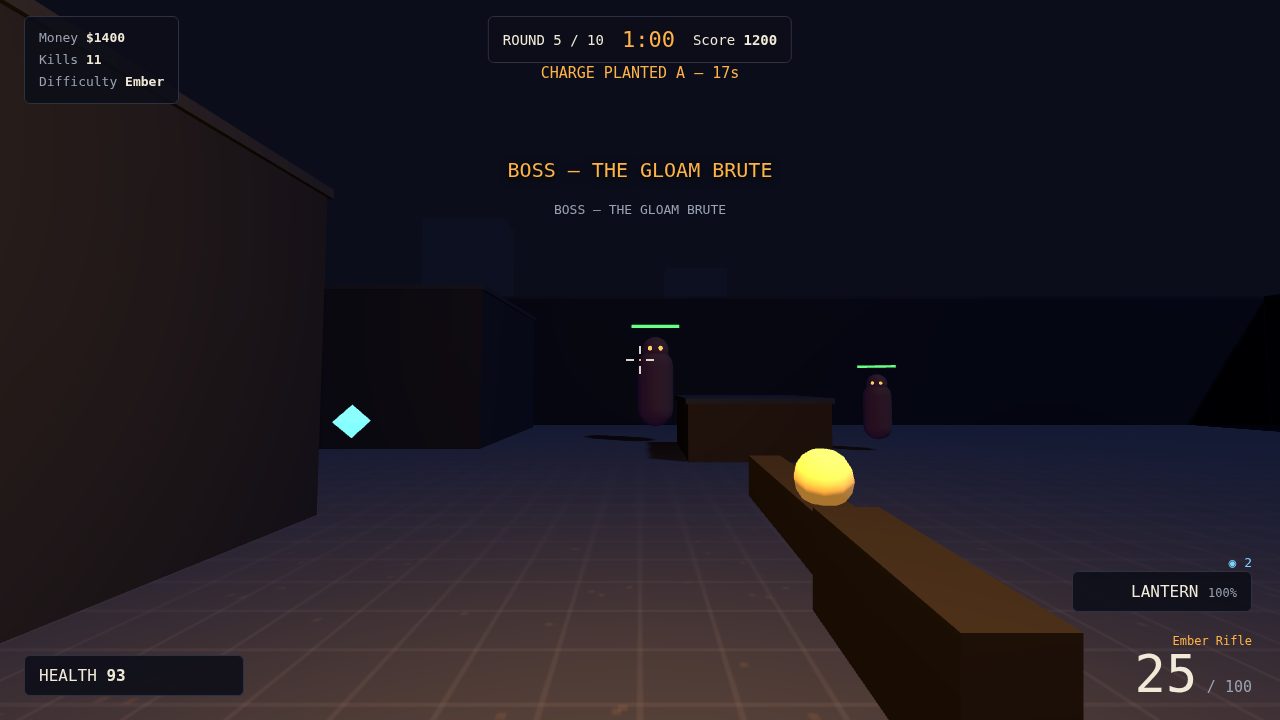 Money $1400
Kills 11
Difficulty Ember
ROUND 5 / 10 1:00 Score 1200
CHARGE PLANTED A — 17s
BOSS — THE GLOAM BRUTE
BOSS — THE GLOAM BRUTE
◉ 2
LANTERN 100%
Ember Rifle
25 / 100
HEALTH 93